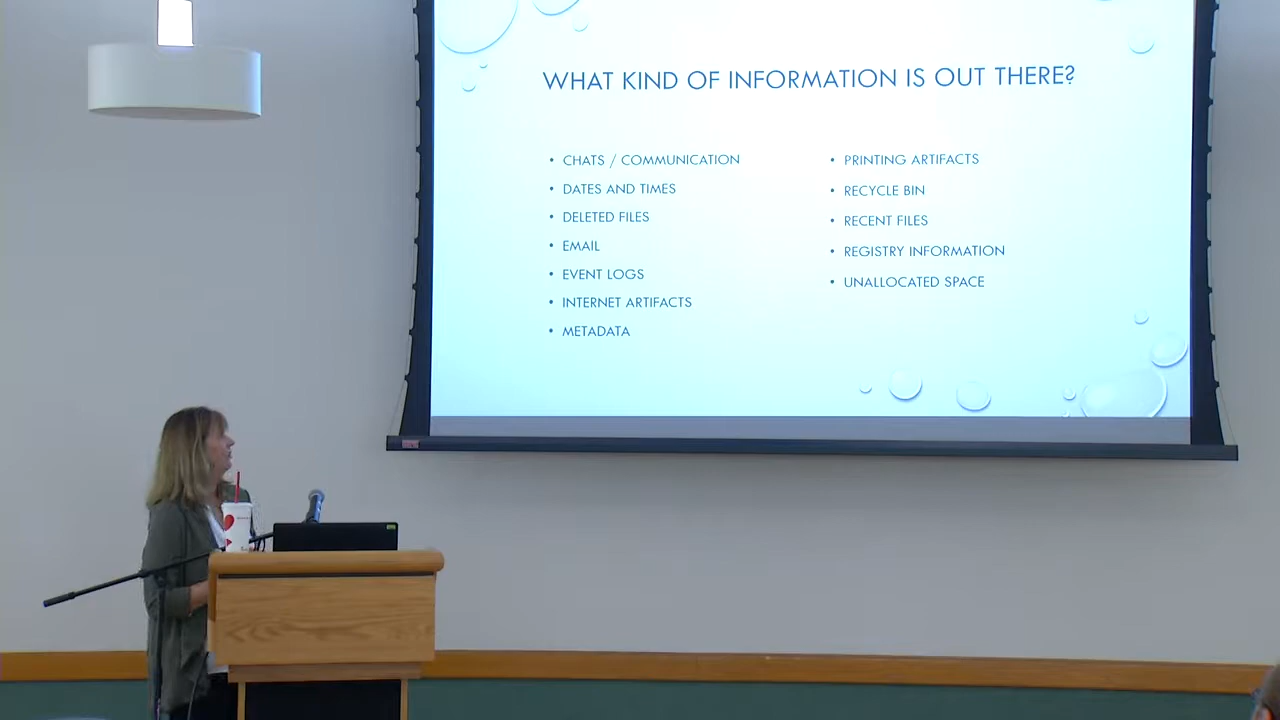 WHAT KIND OF INFORMATION IS OUT THERE?
• CHATS / COMMUNICATION
• DATES AND TIMES
• DELETED FILES
• EMAIL
• EVENT LOGS
• INTERNET ARTIFACTS
• METADATA
• PRINTING ARTIFACTS
• RECYCLE BIN
• RECENT FILES
• REGISTRY INFORMATION
• UNALLOCATED SPACE